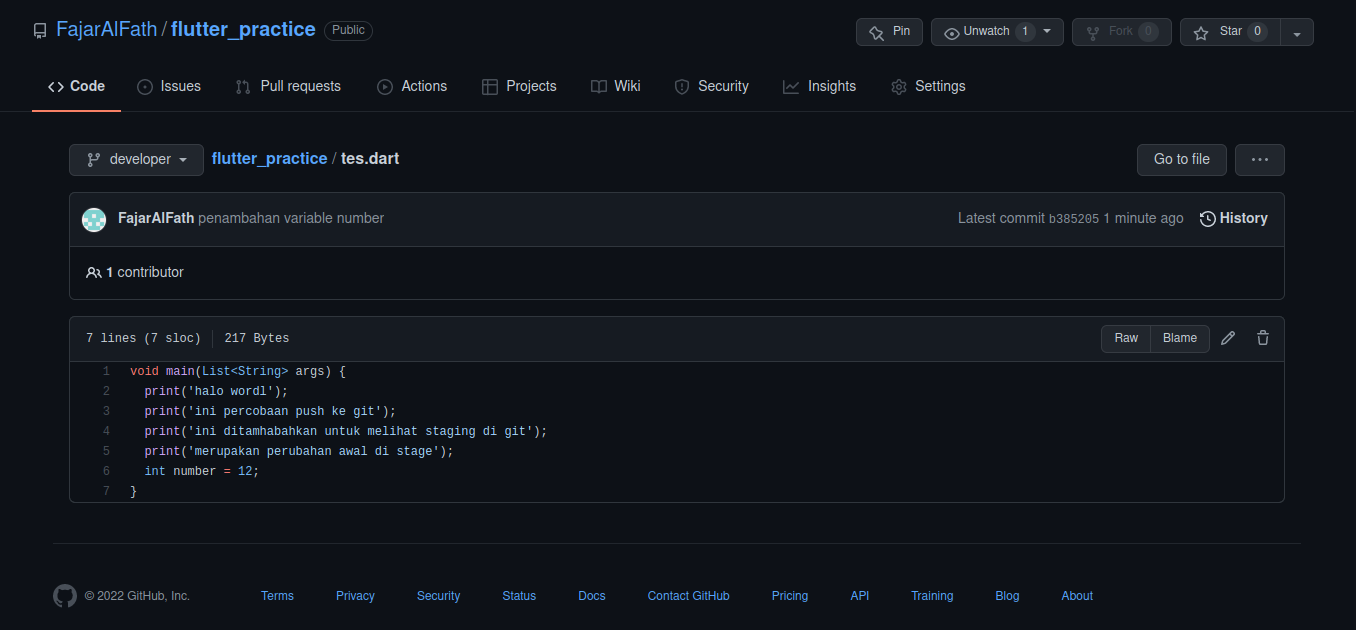 FajarAlFath / flutter_practice Public Pin Unwatch 1 Fork 0 Star 0
Code Issues Pull requests Actions Projects Wiki Security Insights Settings
developer flutter_practice / tes.dart Go to file ...
FajarAlFath penambahan variable number Latest commit b385205 1 minute ago History
1 contributor
7 lines (7 sloc) 217 Bytes Raw Blame
1 void main(List<String> args) {
2 print('halo wordl');
3 print('ini percobaan push ke git');
4 print('ini ditamhabahkan untuk melihat staging di git');
5 print('merupakan perubahan awal di stage');
6 int number = 12;
7 }
© 2022 GitHub, Inc. Terms Privacy Security Status Docs Contact GitHub Pricing API Training Blog About